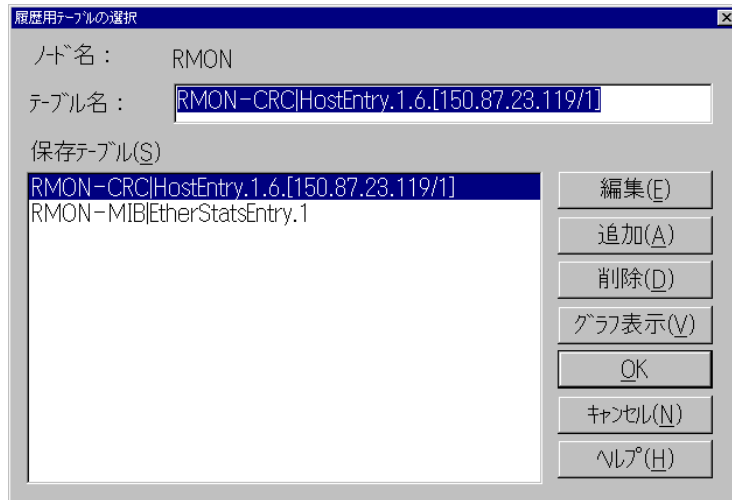 履歴用テーブルの選択
ノード名：　RMON
テーブル名：　RMON-CRC|HostEntry.1.6.[150.87.23.119/1]
保存テーブル(S)
RMON-CRC|HostEntry.1.6.[150.87.23.119/1]
RMON-MIB|EtherStatsEntry.1
編集(E)
追加(A)
削除(D)
グラフ表示(V)
OK
キャンセル(N)
ヘルプ(H)